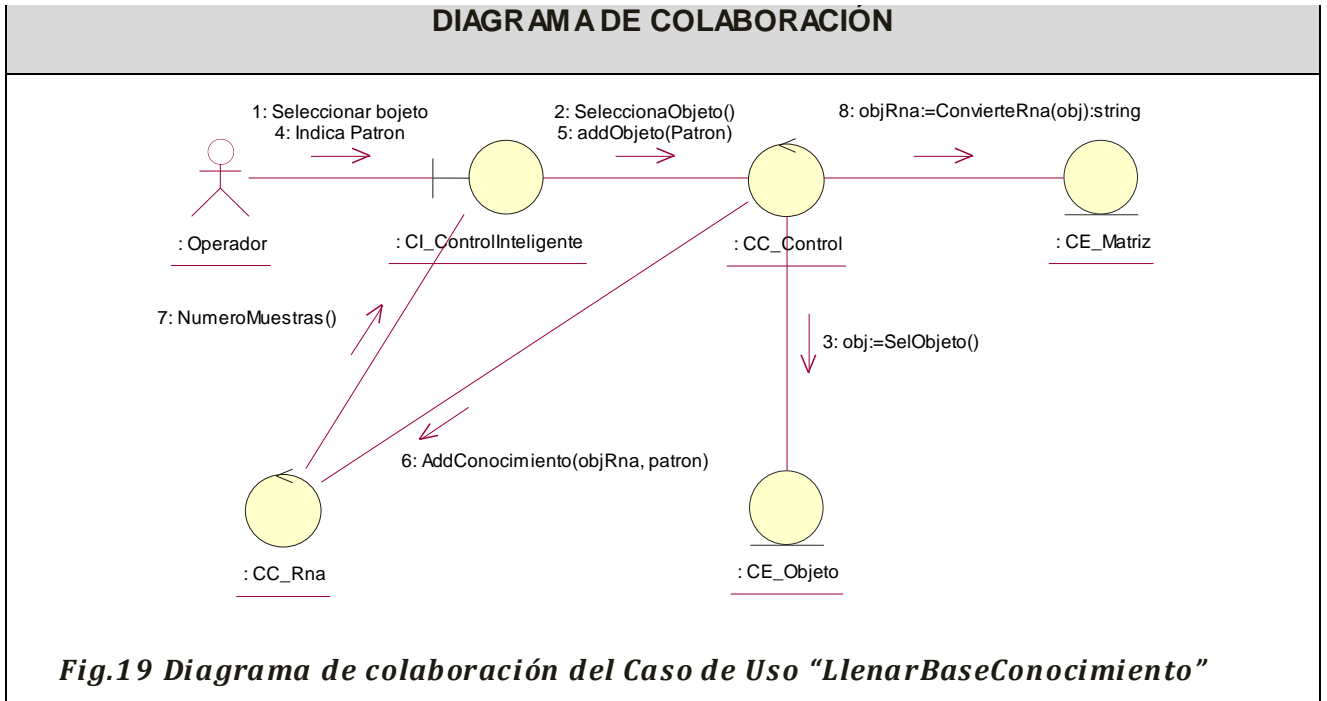 DIAGRAMA DE COLABORACIÓN
1: Seleccionar bojeto
4: Indica Patron
2: SeleccionaObjeto()
5: addObjeto(Patron)
8: objRna:=ConvierteRna(obj):string
: Operador
: CI_ControlInteligente
: CC_Control
: CE_Matriz
7: NumeroMuestras()
3: obj:=SelObjeto()
6: AddConocimiento(objRna, patron)
: CC_Rna
: CE_Objeto
Fig.19 Diagrama de colaboración del Caso de Uso “LlenarBaseConocimiento”